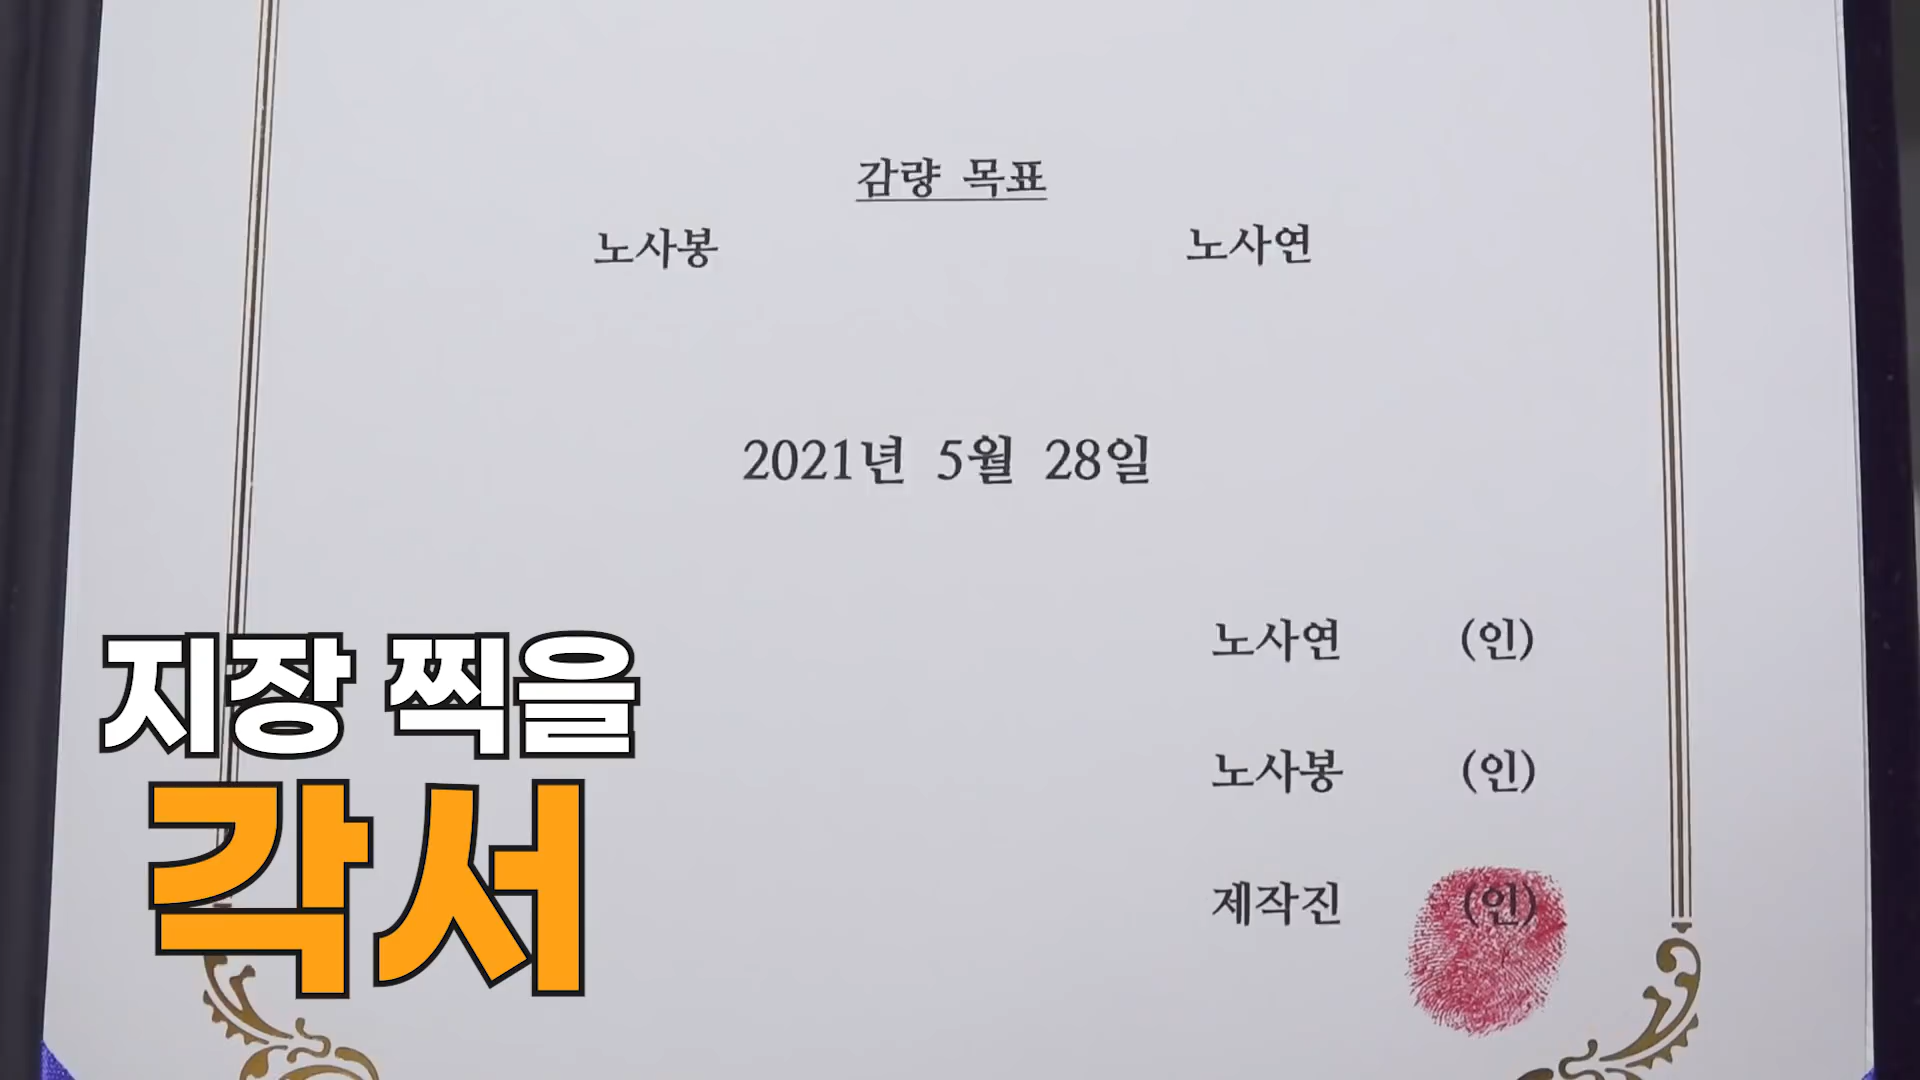 감량 목표
노사봉 노사연
2021년 5월 28일
노사연 (인)
노사봉 (인)
제작진 (인)
지장 찍을
각서